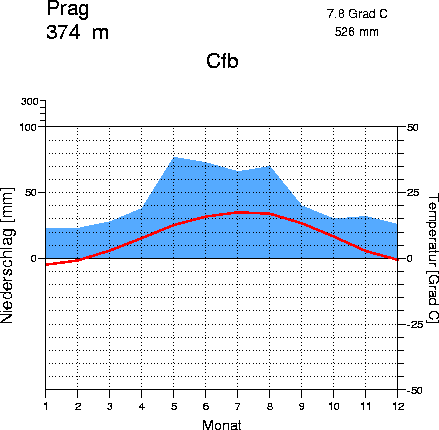 Prag
374 m
7.8 Grad C
526 mm
Cfb
300
100
50
0
50
25
0
-25
-50
Niederschlag [mm]
Temperatur [Grad C]
1 2 3 4 5 6 7 8 9 10 11 12
Monat